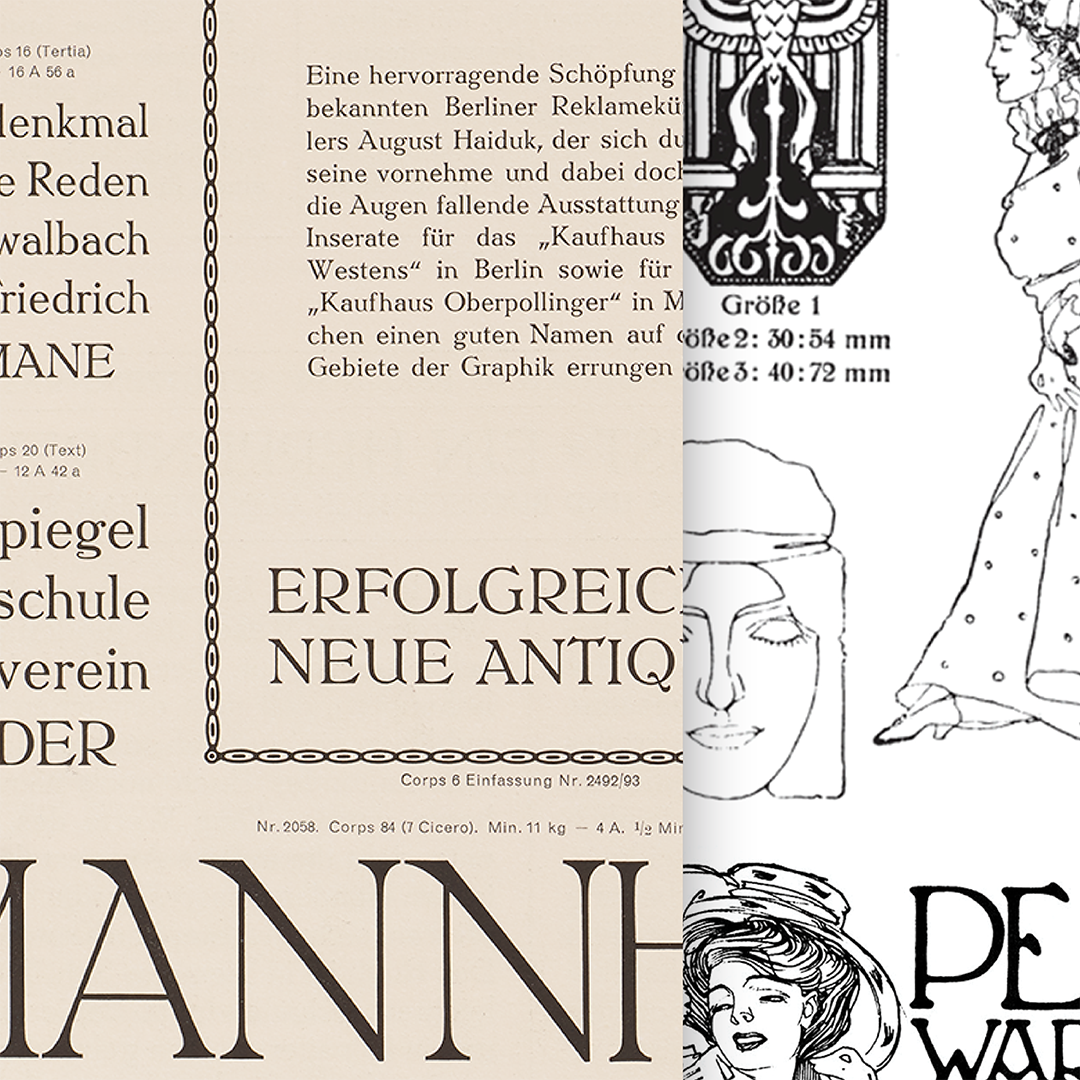 ps 16 (Tertia)
16 A 56 a
denkmal
e Reden
walbach
Friedrich
MANE
ps 20 (Text)
– 12 A 42 a
piegel
schule
verein
DER
Eine hervorragende Schöpfung
bekannten Berliner Reklamekü
lers August Haiduk, der sich du
seine vornehme und dabei doch
die Augen fallende Ausstattung
Inserate für das „Kaufhaus
Westens“ in Berlin sowie für
„Kaufhaus Oberpollinger“ in M
chen einen guten Namen auf
Gebiete der Graphik errungen
ERFOLGREIC
NEUE ANTIQ
Corps 6 Einfassung Nr. 2492/93
Nr. 2058. Corps 84 (7 Cicero). Min. 11 kg — 4 A. ½ Min
MANNH
Größe 1
öße 2: 30:54 mm
öße 3: 40:72 mm
PE
WAR